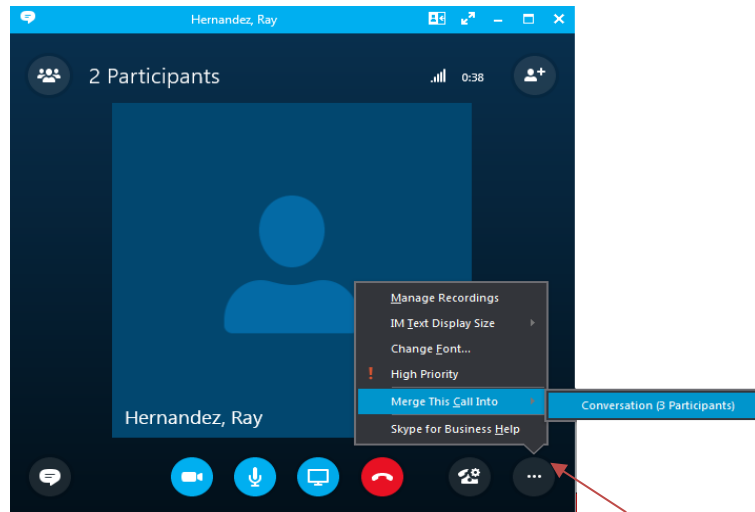 Hernandez, Ray
2 Participants
0:38
Manage Recordings
IM Text Display Size
Change Font...
! High Priority
Merge This Call Into
Conversation (3 Participants)
Skype for Business Help
Hernandez, Ray